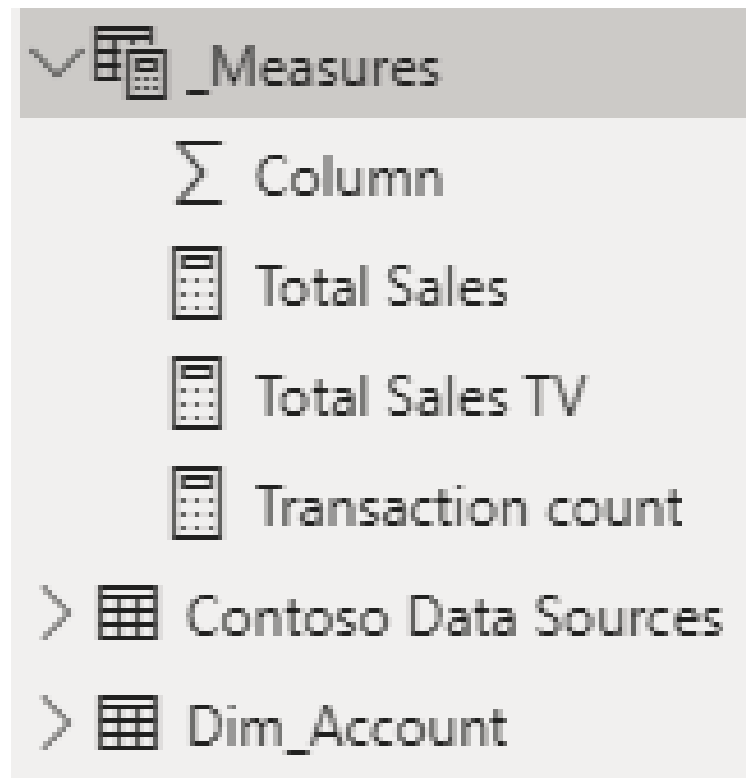 _Measures
Column
Total Sales
Total Sales TV
Transaction count
Contoso Data Sources
Dim_Account